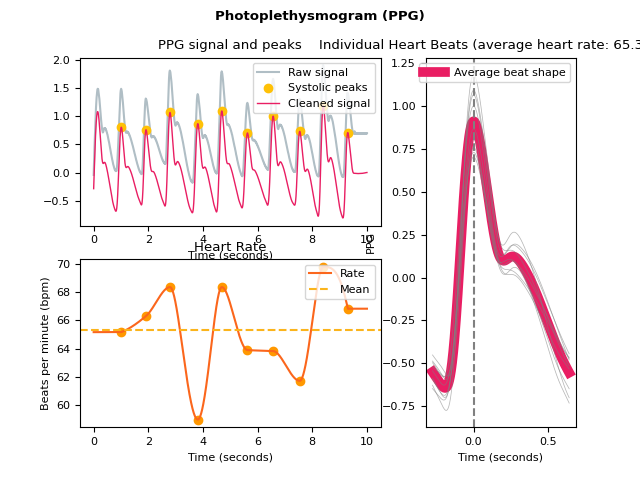 Photoplethysmogram (PPG)
PPG signal and peaks
Individual Heart Beats (average heart rate: 65.3
2.0
1.5
1.0
0.5
0.0
−0.5
Raw signal
Systolic peaks
Cleaned signal
0 2 4 6 8 10
Time (seconds)
Heart Rate
70
68
66
64
62
60
Beats per minute (bpm)
Rate
Mean
0 2 4 6 8 10
Time (seconds)
PPG
1.25
1.00
0.75
0.50
0.25
0.00
−0.25
−0.50
−0.75
Average beat shape
0.0 0.5
Time (seconds)